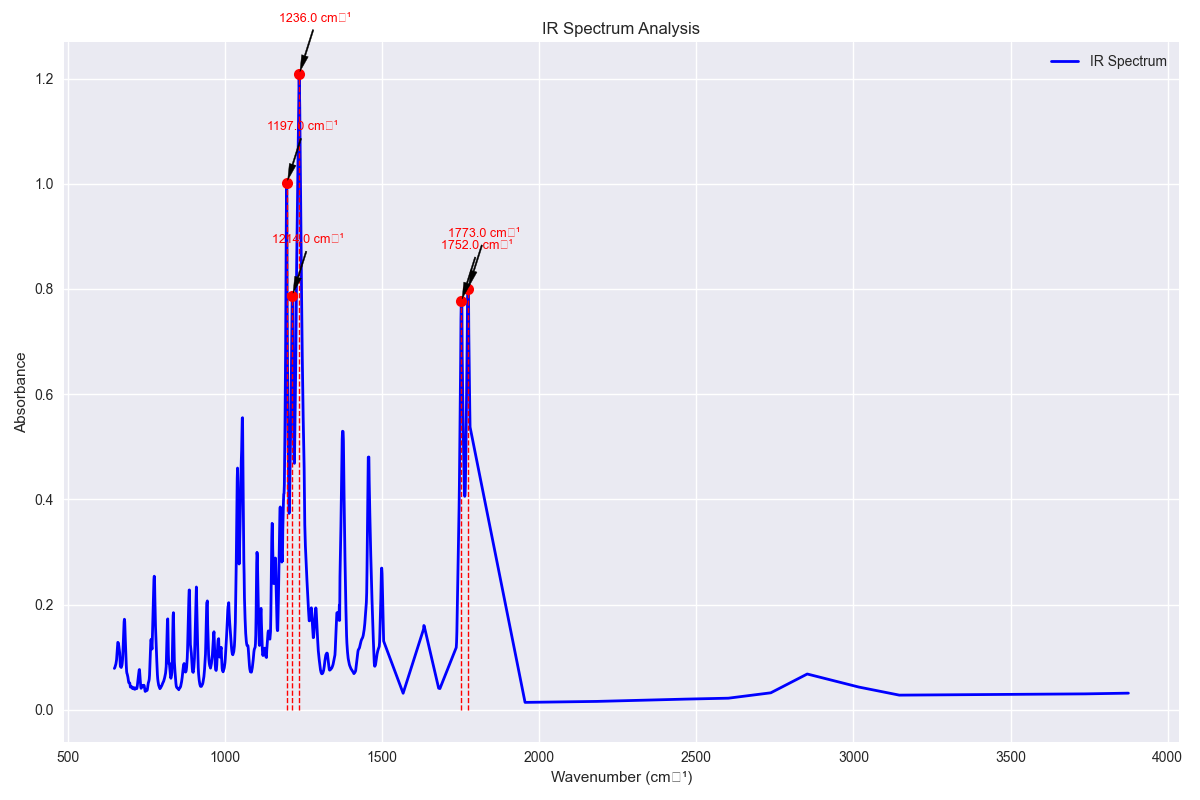 1236.0 cm▯¹
IR Spectrum Analysis
IR Spectrum
1197.0 cm▯¹
1214.0 cm▯¹
1773.0 cm▯¹
1752.0 cm▯¹
Absorbance
1.2
1.0
0.8
0.6
0.4
0.2
0.0
500 1000 1500 2000 2500 3000 3500 4000
Wavenumber (cm▯¹)